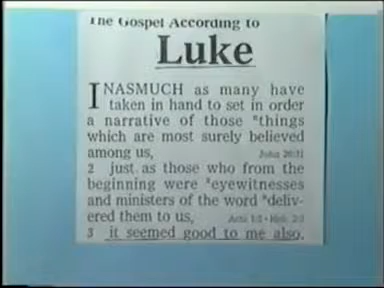 The Gospel According to
Luke
INASMUCH as many have
taken in hand to set in order
a narrative of those *things
which are most surely believed
among us, John 20:31
2 just as those who from the
beginning were *eyewitnesses
and ministers of the word *deliv-
ered them to us, Acts 1:2 • Heb. 2:3
3 it seemed good to me also,